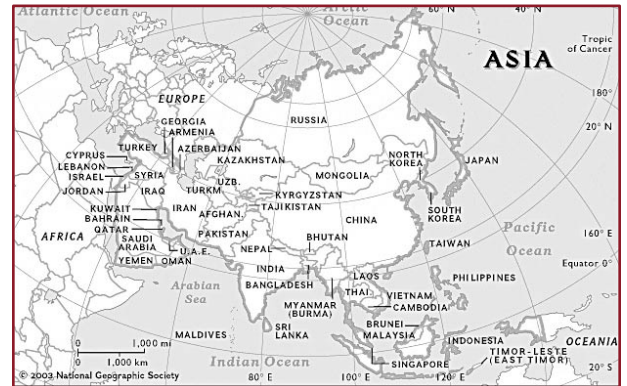 Atlantic Ocean
Arctic
Ocean
60° N
40° N
Tropic
of Cancer
ASIA
180°
20° N
EUROPE
GEORGIA
ARMENIA
RUSSIA
TURKEY
AZERBAIJAN
CYPRUS
LEBANON
ISRAEL
JORDAN
SYRIA
IRAQ
KAZAKHSTAN
UZB.
TURKM.
MONGOLIA
NORTH
KOREA
JAPAN
KYRGYZSTAN
TAJIKISTAN
KUWAIT
BAHRAIN
QATAR
IRAN
AFGHAN.
CHINA
SOUTH
KOREA
Pacific
Ocean
160° E
AFRICA
SAUDI
ARABIA
U.A.E.
YEMEN
OMAN
PAKISTAN
NEPAL
BHUTAN
TAIWAN
Equator 0°
INDIA
BANGLADESH
LAOS
THAI.
VIETNAM
CAMBODIA
PHILIPPINES
Arabian
Sea
MYANMAR
(BURMA)
MALDIVES
SRI
LANKA
BRUNEI
MALAYSIA
INDONESIA
OCEANIA
TIMOR-LESTE
(EAST TIMOR)
SINGAPORE
0 1,000 mi
0 1,000 km
Indian Ocean
© 2003 National Geographic Society
80° E
100° E
120° E
20° S